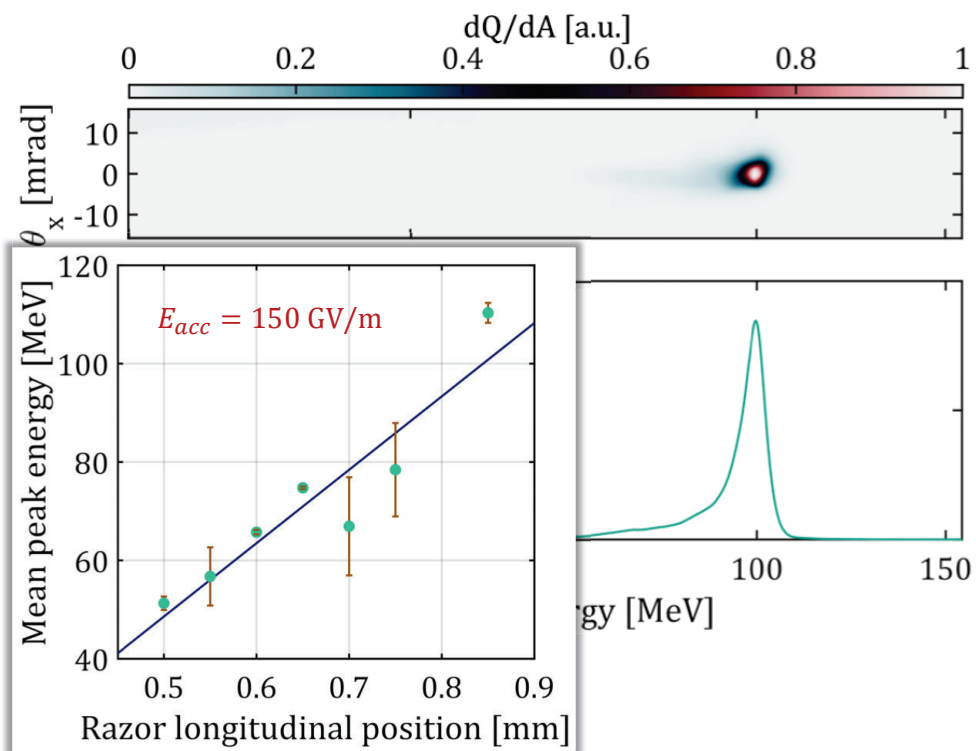 dQ/dA [a.u.]
0 0.2 0.4 0.6 0.8 1
θx [mrad]
10
0
-10
Mean peak energy [MeV]
120
100
80
60
40
E_acc = 150 GV/m
0.5 0.6 0.7 0.8 0.9
Razor longitudinal position [mm]
100 150
gy [MeV]